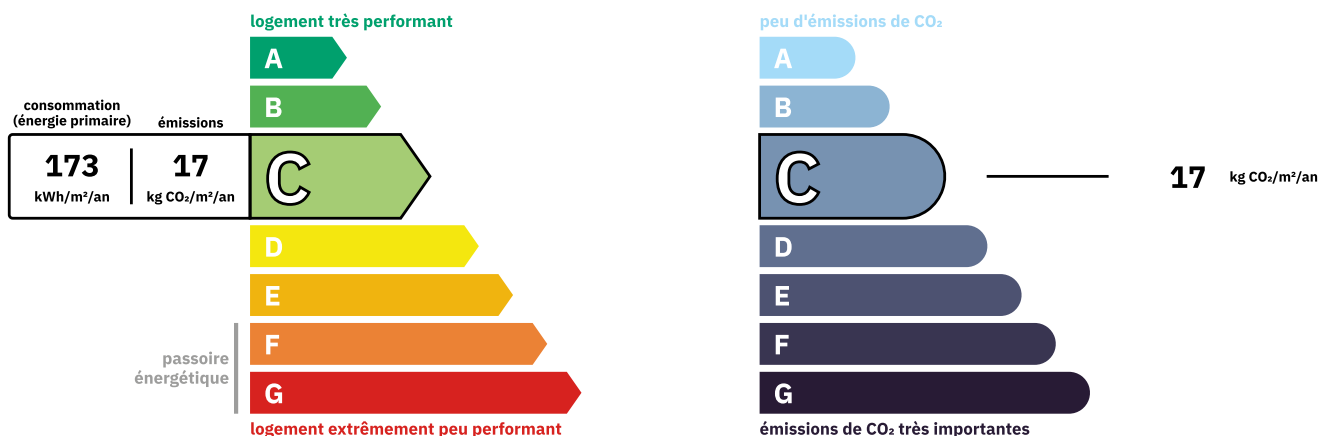 logement très performant
A
B
consommation
(énergie primaire)
émissions
173
kWh/m²/an
17
kg CO₂/m²/an
C
D
E
F
G
passoire
énergétique
logement extrêmement peu performant
peu d'émissions de CO₂
A
B
C
17 kg CO₂/m²/an
D
E
F
G
émissions de CO₂ très importantes